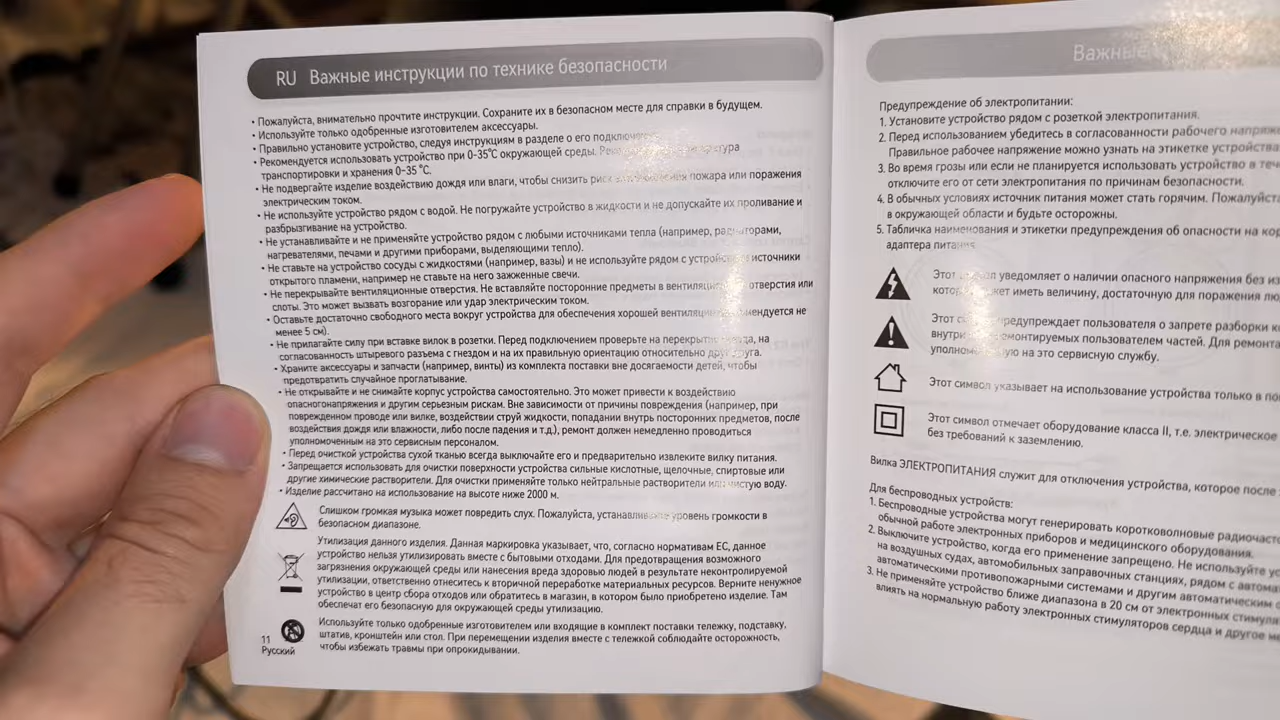 RU Важные инструкции по технике безопасности
• Пожалуйста, внимательно прочтите инструкции. Сохраните их в безопасном месте для справки в будущем.
• Используйте только одобренные изготовителем аксессуары.
• Правильно установите устройство, следуя инструкциям в разделе о его подключении.
• Рекомендуется использовать устройство при 0-35°C окружающей среды.
транспортировки и хранения 0-35 °C.
• Не подвергайте изделие воздействию дождя или влаги, чтобы снизить риск пожара или поражения
электрическим током.
• Не используйте устройство рядом с водой. Не погружайте устройство в жидкости и не допускайте их проливание и
разбрызгивание на устройство.
• Не устанавливайте и не применяйте устройство рядом с любыми источниками тепла (например, радиаторами,
нагревателями, печами и другими приборами, выделяющими тепло).
• Не ставьте на устройство сосуды с жидкостями (например, вазы) и не используйте рядом с устройством источники
открытого пламени, например не ставьте на него зажженные свечи.
• Не перекрывайте вентиляционные отверстия. Не вставляйте посторонние предметы в отверстия или
слоты. Это может вызвать возгорание или удар электрическим током.
• Оставьте достаточно свободного места вокруг устройства для обеспечения хорошей вентиляции не
менее 5 см).
• Не прилагайте силу при вставке вилок в розетки. Перед подключением проверьте на перекрытие на
согласованность штыревого разъема с гнездом и на их правильную ориентацию относительно друг друга.
• Храните аксессуары и запчасти (например, винты) из комплекта поставки вне досягаемости детей, чтобы
предотвратить случайное проглатывание.
• Не открывайте и не снимайте корпус устройства самостоятельно. Это может привести к воздействию
опасногонапряжения и другим серьезным рискам. Вне зависимости от причины повреждения (например, при
поврежденном проводе или вилке, воздействии струй жидкости, попадании внутрь посторонних предметов, после
воздействия дождя или влажности, либо после падения и т.д.), ремонт должен немедленно проводиться
уполномоченным на это сервисным персоналом.
• Перед очисткой устройства сухой тканью всегда выключайте его и предварительно извлеките вилку питания.
• Запрещается использовать для очистки поверхности устройства сильные кислотные, щелочные, спиртовые или
другие химические растворители. Для очистки применяйте только нейтральные растворители или чистую воду.
• Изделие рассчитано на использование на высоте ниже 2000 м.
Слишком громкая музыка может повредить слух. Пожалуйста, устанавливайте уровень громкости в
безопасном диапазоне.
Утилизация данного изделия. Данная маркировка указывает, что, согласно нормативам ЕС, данное
устройство нельзя утилизировать вместе с бытовыми отходами. Для предотвращения возможного
загрязнения окружающей среды или нанесения вреда здоровью людей в результате неконтролируемой
утилизации, ответственно отнеситесь к вторичной переработке материальных ресурсов. Верните ненужное
устройство в центр сбора отходов или обратитесь в магазин, в котором было приобретено изделие. Там
обеспечат его безопасную для окружающей среды утилизацию.
Используйте только одобренные изготовителем или входящие в комплект поставки тележку, подставку,
штатив, кронштейн или стол. При перемещении изделия вместе с тележкой соблюдайте осторожность,
чтобы избежать травмы при опрокидывании.
11
Русский
Важные
Предупреждение об электропитании:
1. Установите устройство рядом с розеткой электропитания.
2. Перед использованием убедитесь в согласованности рабочего
Правильное рабочее напряжение можно узнать на этикетке устройства
3. Во время грозы или если не планируется использовать устройство в
отключите его от сети электропитания по причинам безопасности.
4. В обычных условиях источник питания может стать горячим.
в окружающей области и будьте осторожны.
5. Табличка наименования и этикетки предупреждения об опасности на
адаптера питания.
Этот символ уведомляет о наличии опасного напряжения без
может иметь величину, достаточную для поражения
Этот символ предупреждает пользователя о запрете разборки
ремонтируемых пользователем частей. Для
на это сервисную службу.
Этот символ указывает на использование устройства только в
Этот символ отмечает оборудование класса II, т.е. электрическое
без требований к заземлению.
Вилка ЭЛЕКТРОПИТАНИЯ служит для отключения устройства, которое после
Для беспроводных устройств:
1. Беспроводные устройства могут генерировать коротковолновые
обычной работе электронных приборов и медицинского оборудования.
2. Выключите устройство, когда его применение запрещено. Не используйте
на воздушных судах, автомобильных заправочных станциях, рядом с
автоматическими противопожарными системами и другим автоматическим
3. Не применяйте устройство ближе диапазона в 20 см от электронных
влиять на нормальную работу электронных стимуляторов сердца и другое